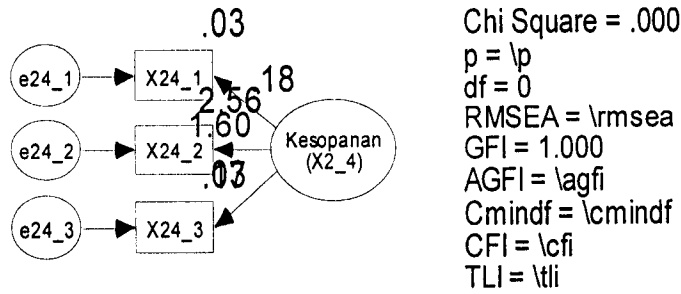 .03
e24_1
X24_1
.18
2.56
1.60
e24_2
X24_2
Kesopanan
(X2_4)
e24_3
X24_3
Chi Square = .000
p = \p
df = 0
RMSEA = \rmsea
GFI = 1.000
AGFI = \agfi
Cmindf = \cmindf
CFI = \cfi
TLI = \tli